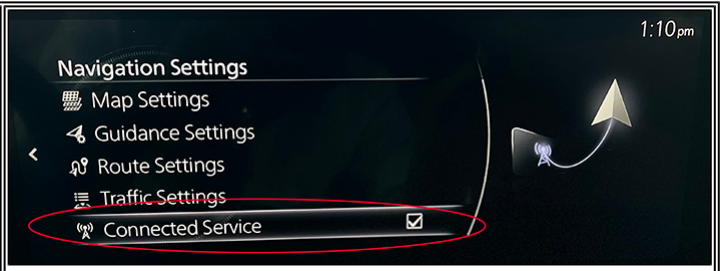 1:10pm
Navigation Settings
Map Settings
Guidance Settings
Route Settings
Traffic Settings
Connected Service